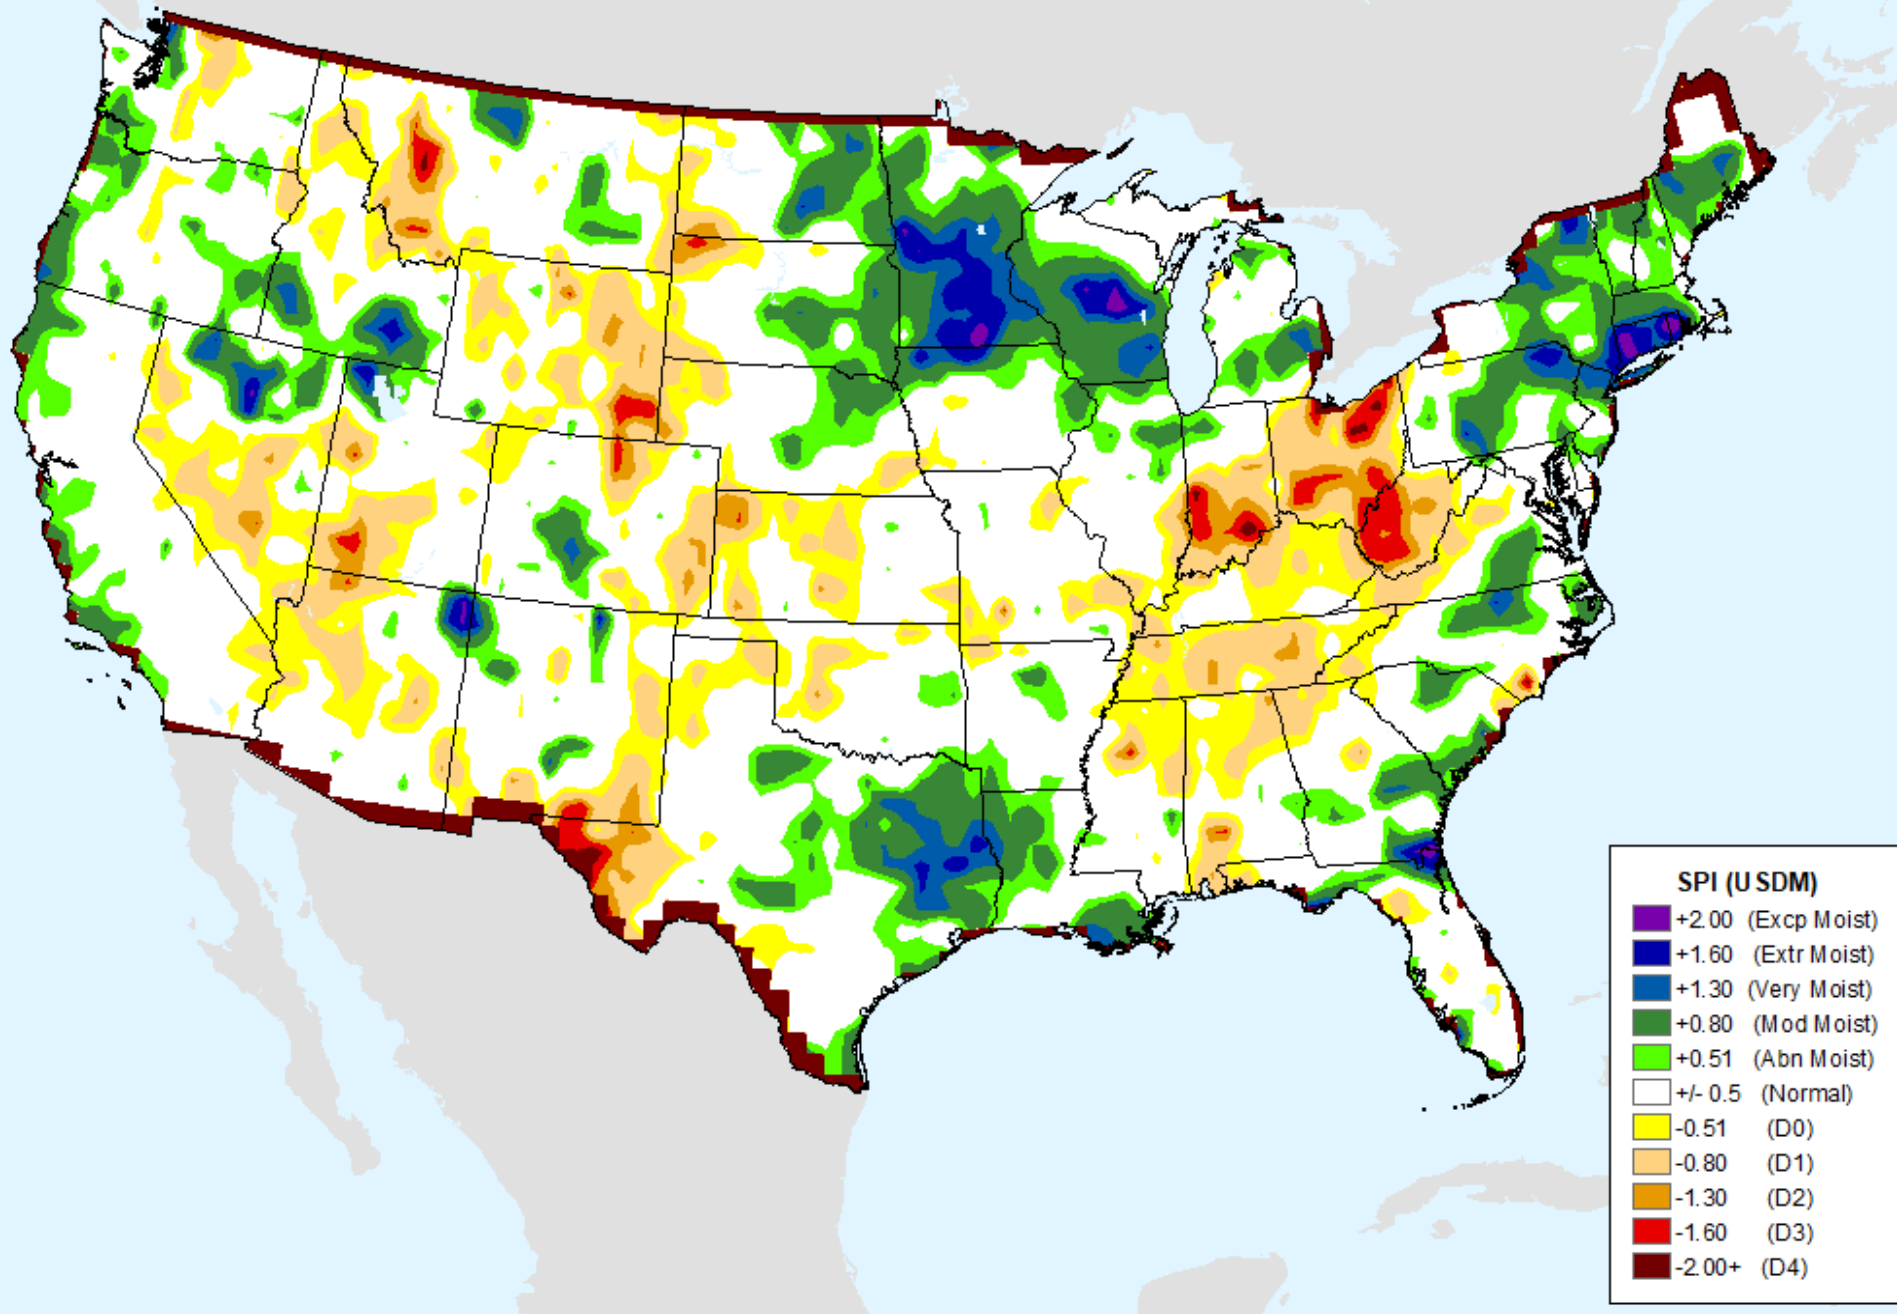 SPI (USDM)
+2.00 (Excp Moist)
+1.60 (Extr Moist)
+1.30 (Very Moist)
+0.80 (Mod Moist)
+0.51 (Abn Moist)
+/- 0.5 (Normal)
-0.51 (D0)
-0.80 (D1)
-1.30 (D2)
-1.60 (D3)
-2.00+ (D4)